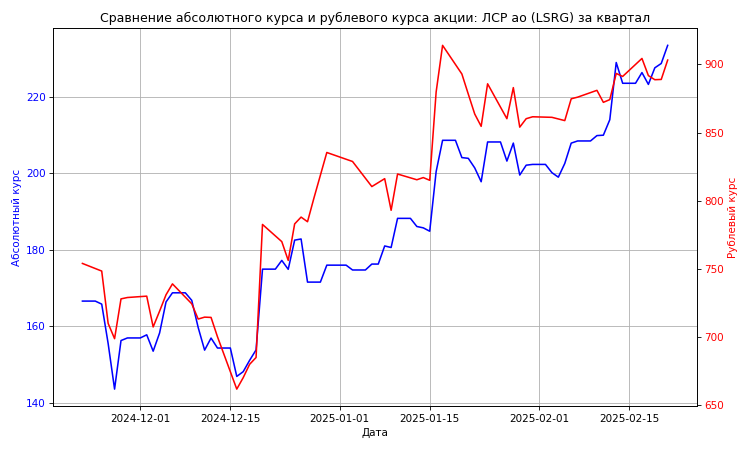 Сравнение абсолютного курса и рублевого курса акции: ЛСР ао (LSRG) за квартал
Абсолютный курс
220
200
180
160
140
900
850
800
750
700
650
Рублевый курс
2024-12-01 2024-12-15 2025-01-01 2025-01-15 2025-02-01 2025-02-15
Дата